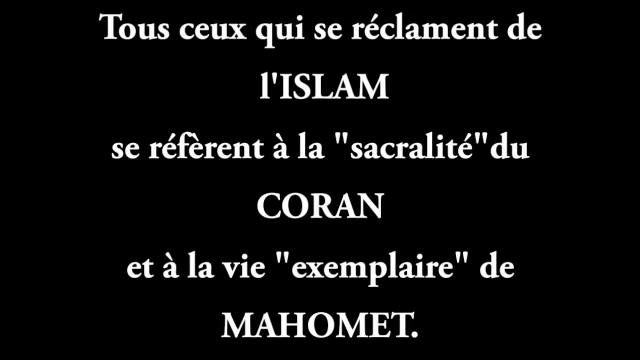 Tous ceux qui se réclament de
l'ISLAM
se réfèrent à la "sacralité"du
CORAN
et à la vie "exemplaire" de
MAHOMET.